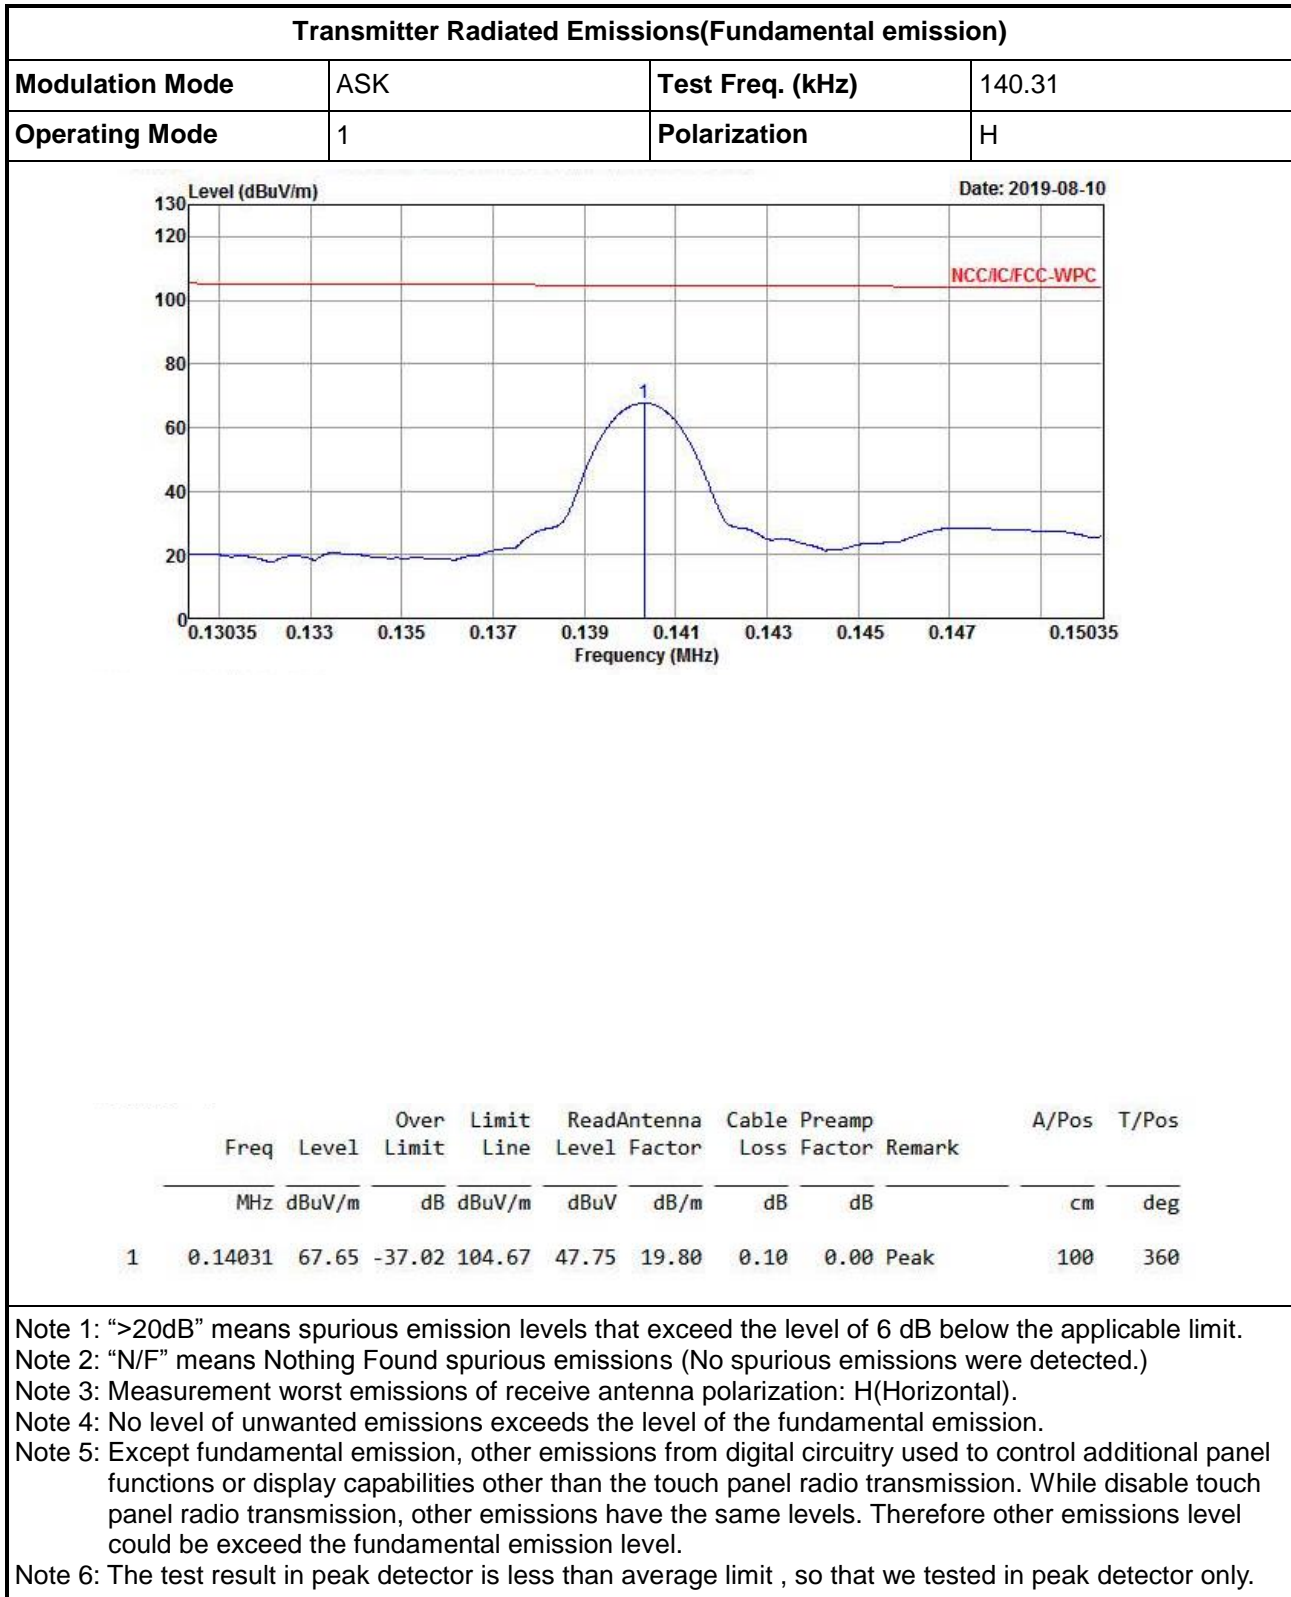 Transmitter Radiated Emissions(Fundamental emission)
Modulation Mode ASK Test Freq. (kHz) 140.31
Operating Mode 1 Polarization H
Level (dBuV/m) Date: 2019-08-10
130
120
NCC/IC/FCC-WPC
100
80
1
60
40
20
0
0.13035 0.133 0.135 0.137 0.139 0.141 0.143 0.145 0.147 0.15035
Frequency (MHz)
Over Limit ReadAntenna Cable Preamp A/Pos T/Pos
Freq Level Limit Line Level Factor Loss Factor Remark
MHz dBuV/m dB dBuV/m dBuV dB/m dB dB cm deg
1 0.14031 67.65 -37.02 104.67 47.75 19.80 0.10 0.00 Peak 100 360
Note 1: “>20dB” means spurious emission levels that exceed the level of 6 dB below the applicable limit.
Note 2: “N/F” means Nothing Found spurious emissions (No spurious emissions were detected.)
Note 3: Measurement worst emissions of receive antenna polarization: H(Horizontal).
Note 4: No level of unwanted emissions exceeds the level of the fundamental emission.
Note 5: Except fundamental emission, other emissions from digital circuitry used to control additional panel
functions or display capabilities other than the touch panel radio transmission. While disable touch
panel radio transmission, other emissions have the same levels. Therefore other emissions level
could be exceed the fundamental emission level.
Note 6: The test result in peak detector is less than average limit , so that we tested in peak detector only.